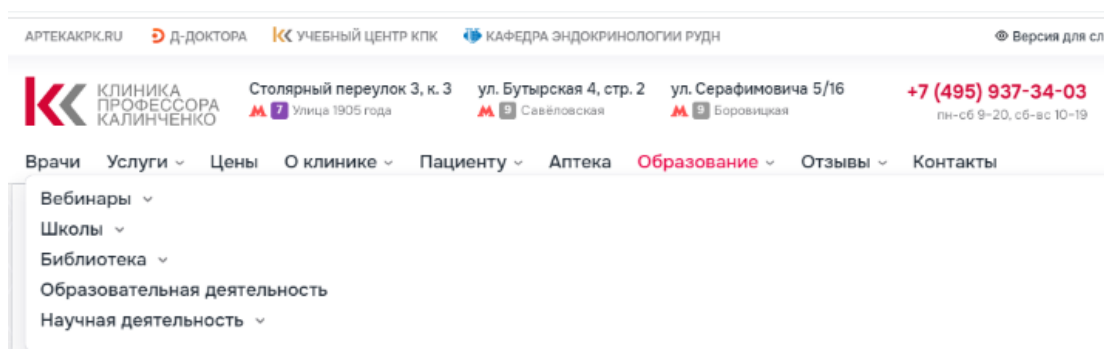 АПТЕКАКРК.RU Д-ДОКТОРА УЧЕБНЫЙ ЦЕНТР КПК КАФЕДРА ЭНДОКРИНОЛОГИИ РУДН Версия для сл
КЛИНИКА
ПРОФЕССОРА
КАЛИНЧЕНКО
Столярный переулок 3, к. 3 ул. Бутырская 4, стр. 2 ул. Серафимовича 5/16 +7 (495) 937-34-03
7 Улица 1905 года 9 Савёловская 9 Боровицкая пн-сб 9-20, сб-вс 10-19
Врачи Услуги Цены О клинике Пациенту Аптека Образование Отзывы Контакты
Вебинары
Школы
Библиотека
Образовательная деятельность
Научная деятельность